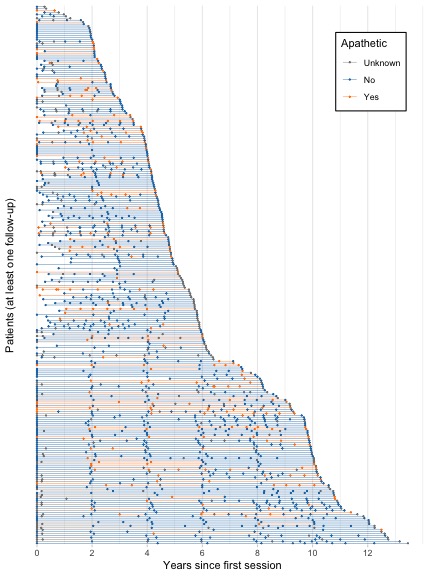 Apathetic
Unknown
No
Yes
Patients (at least one follow-up)
0 2 4 6 8 10 12
Years since first session